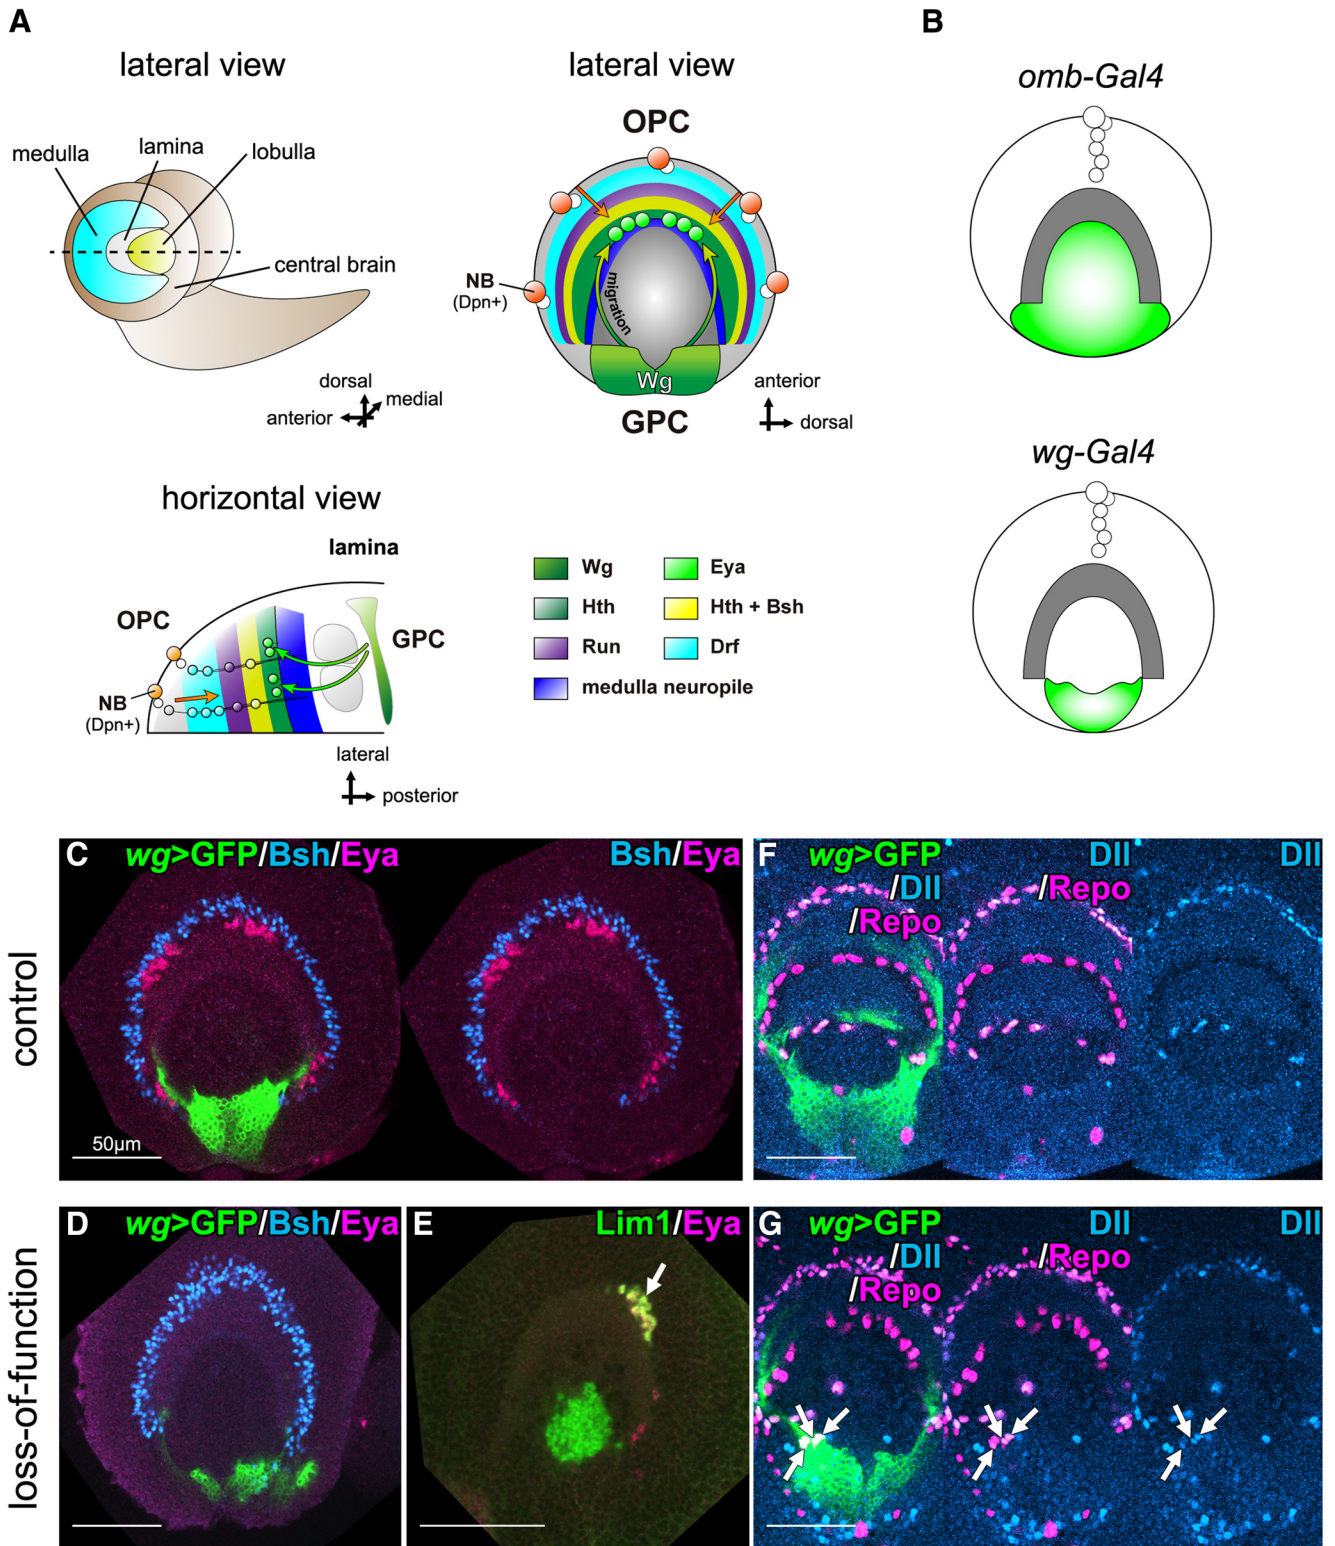 A
lateral view
medulla
lamina
lobulla
central brain
dorsal
medial
anterior
lateral view
OPC
NB
(Dpn+)
migration
Wg
GPC
anterior
dorsal
B
omb-Gal4
wg-Gal4
horizontal view
lamina
OPC
GPC
NB
(Dpn+)
lateral
posterior
Wg
Eya
Hth
Hth + Bsh
Run
Drf
medulla neuropile
control
C
wg>GFP/Bsh/Eya
Bsh/Eya
50µm
F
wg>GFP
/Dll
/Repo
Dll
/Repo
Dll
loss-of-function
D
wg>GFP/Bsh/Eya
E
Lim1/Eya
G
wg>GFP
/Dll
/Repo
Dll
/Repo
Dll